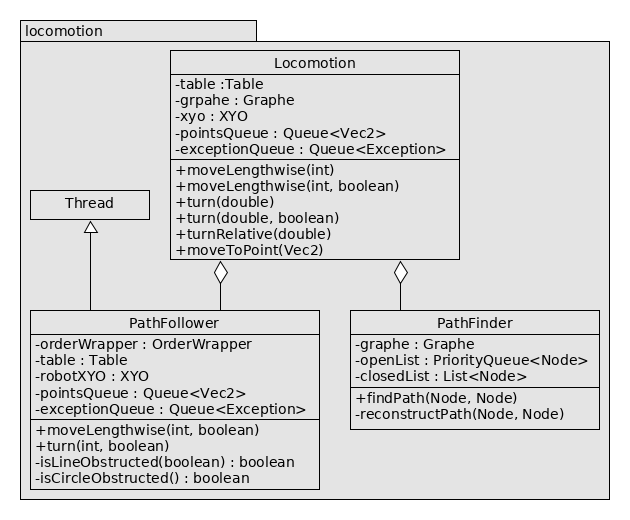 locomotion
Locomotion
-table :Table
-grpahe : Graphe
-xyo : XYO
-pointsQueue : Queue<Vec2>
-exceptionQueue : Queue<Exception>
+moveLengthwise(int)
+moveLengthwise(int, boolean)
+turn(double)
+turn(double, boolean)
+turnRelative(double)
+moveToPoint(Vec2)
Thread
PathFollower
-orderWrapper : OrderWrapper
-table : Table
-robotXYO : XYO
-pointsQueue : Queue<Vec2>
-exceptionQueue : Queue<Exception>
+moveLengthwise(int, boolean)
+turn(int, boolean)
-isLineObstructed(boolean) : boolean
-isCircleObstructed() : boolean
PathFinder
-graphe : Graphe
-openList : PriorityQueue<Node>
-closedList : List<Node>
+findPath(Node, Node)
-reconstructPath(Node, Node)